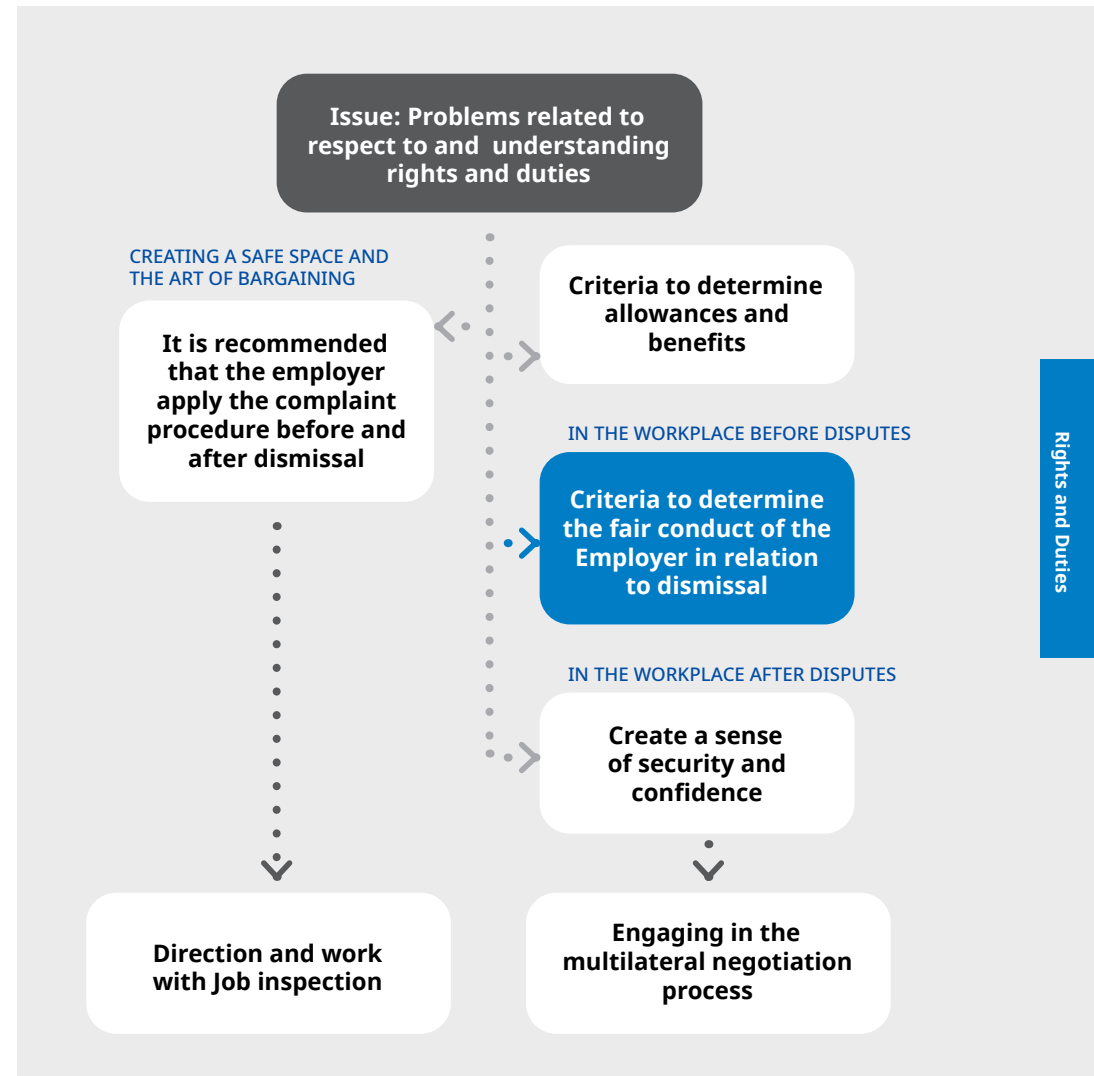 Issue: Problems related to
respect to and understanding
rights and duties
CREATING A SAFE SPACE AND
THE ART OF BARGAINING
It is recommended
that the employer
apply the complaint
procedure before and
after dismissal
Criteria to determine
allowances and
benefits
IN THE WORKPLACE BEFORE DISPUTES
Criteria to determine
the fair conduct of the
Employer in relation
to dismissal
IN THE WORKPLACE AFTER DISPUTES
Create a sense
of security and
confidence
Direction and work
with Job inspection
Engaging in the
multilateral negotiation
process
Rights and Duties